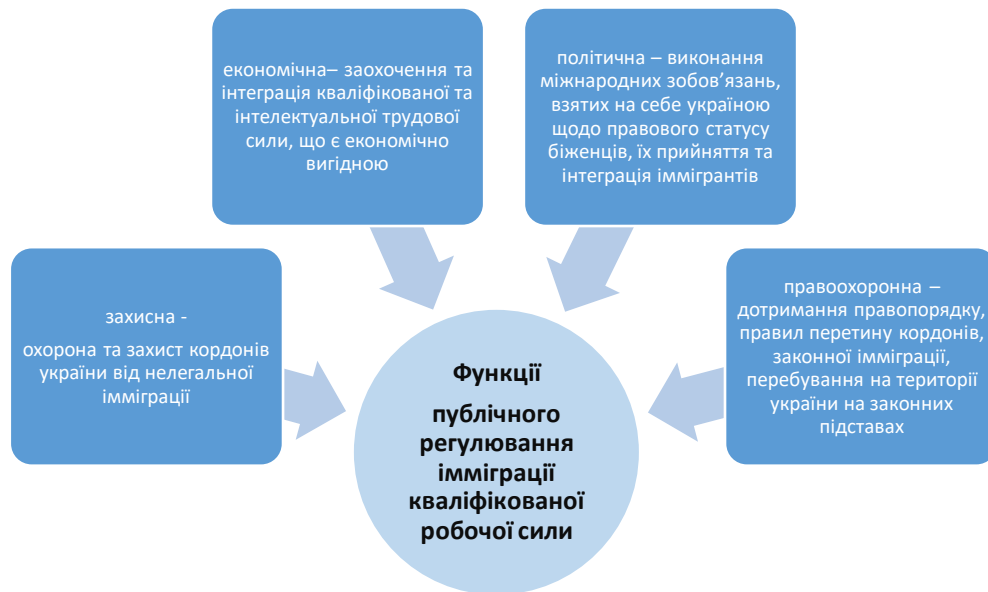 економічна– заохочення та
інтеграція кваліфікованої та
інтелектуальної трудової
сили, що є економічно
вигідною
політична – виконання
міжнародних зобов’язань,
взятих на себе україною
щодо правового статусу
біженців, їх прийняття та
інтеграція іммігрантів
захисна -
охорона та захист кордонів
україни від нелегальної
імміграції
правоохоронна –
дотримання правопорядку,
правил перетину кордонів,
законної імміграції,
перебування на території
україни на законних
підставах
Функції
публічного
регулювання
імміграції
кваліфікованої
робочої сили